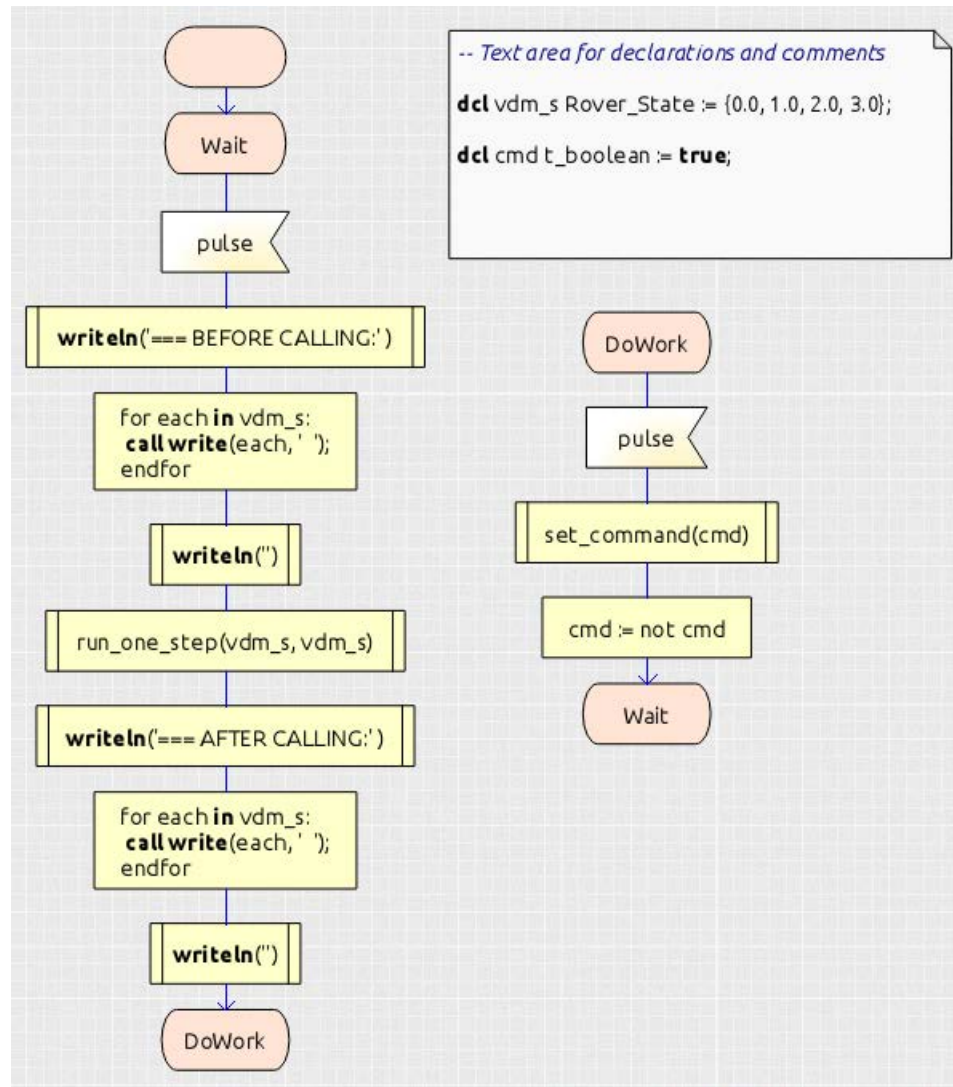 Wait
pulse
writeln('=== BEFORE CALLING:')
for each in vdm_s:
call write(each, ' ');
endfor
writeln('')
run_one_step(vdm_s, vdm_s)
writeln('=== AFTER CALLING:')
for each in vdm_s:
call write(each, ' ');
endfor
writeln('')
DoWork
-- Text area for declarations and comments
dcl vdm_s Rover_State := {0.0, 1.0, 2.0, 3.0};
dcl cmd t_boolean := true;
DoWork
pulse
set_command(cmd)
cmd := not cmd
Wait